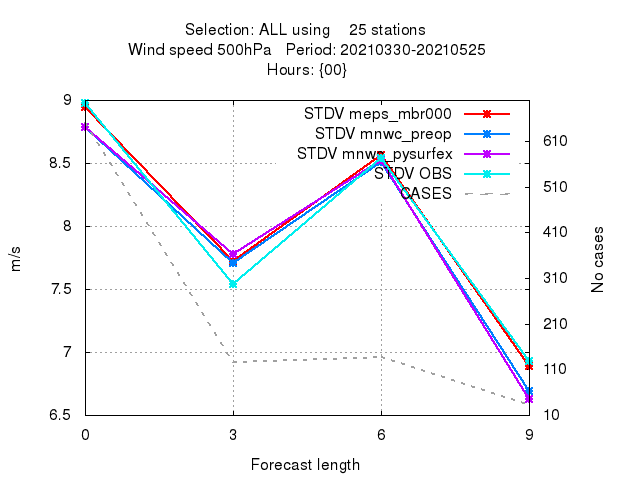 Selection: ALL using    25 stations
Wind speed 500hPa   Period: 20210330-20210525
Hours: {00}
STDV meps_mbr000
STDV mnwc_preop
STDV mnwc_pysurfex
STDV OBS
CASES
9
8.5
8
7.5
7
6.5
m/s
610
510
410
310
210
110
10
No cases
0 3 6 9
Forecast length